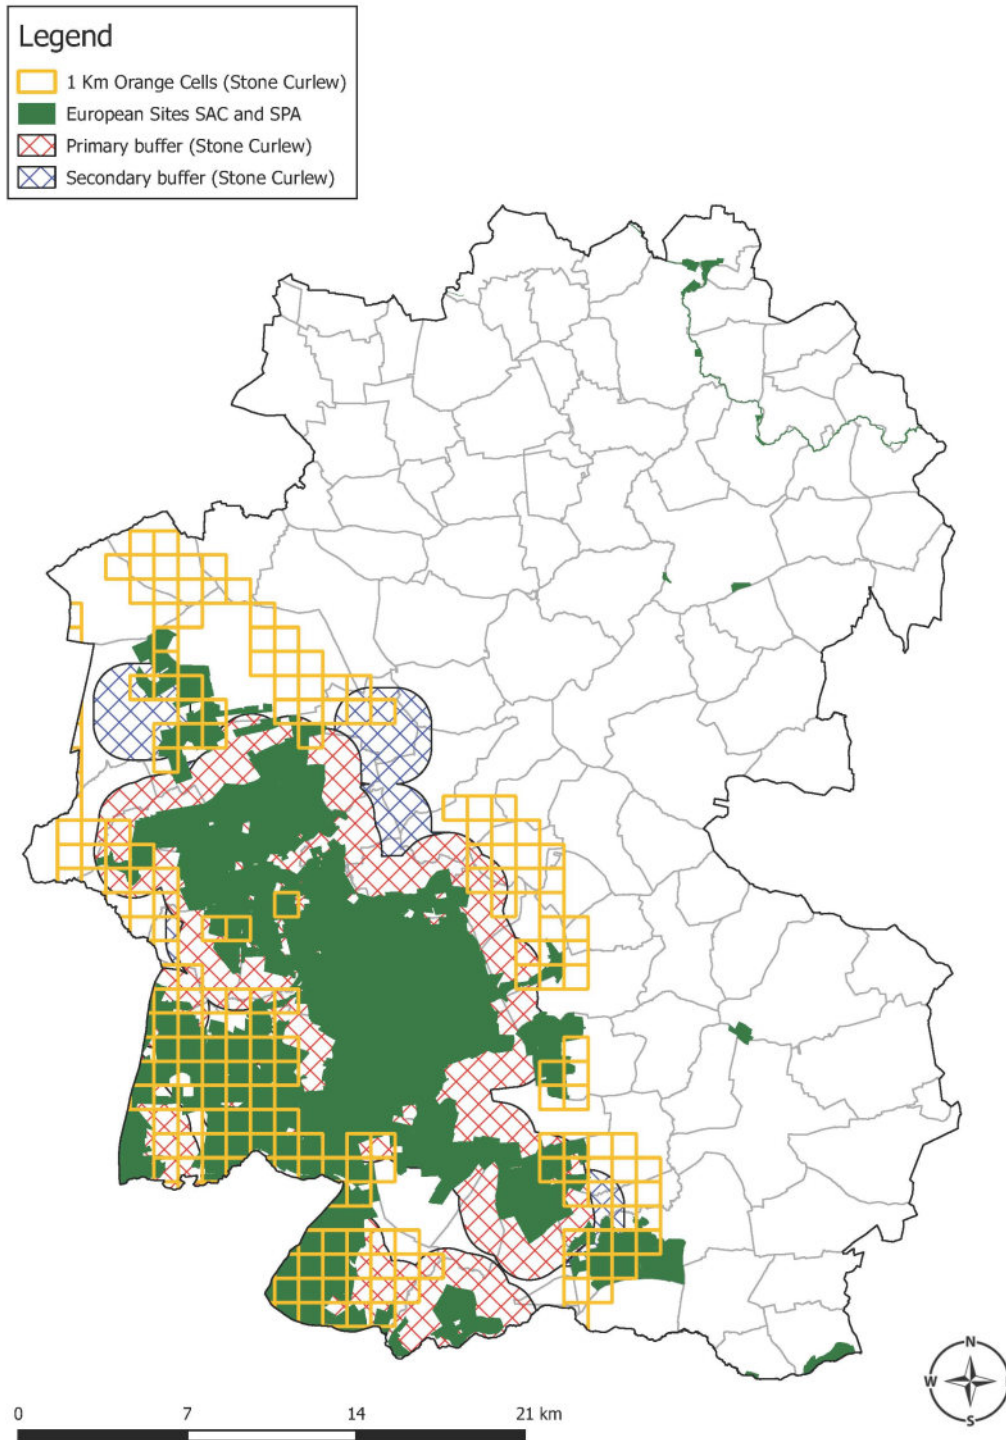 Legend
1 Km Orange Cells (Stone Curlew)
European Sites SAC and SPA
Primary buffer (Stone Curlew)
Secondary buffer (Stone Curlew)
N
W
E
S
0 7 14 21 km